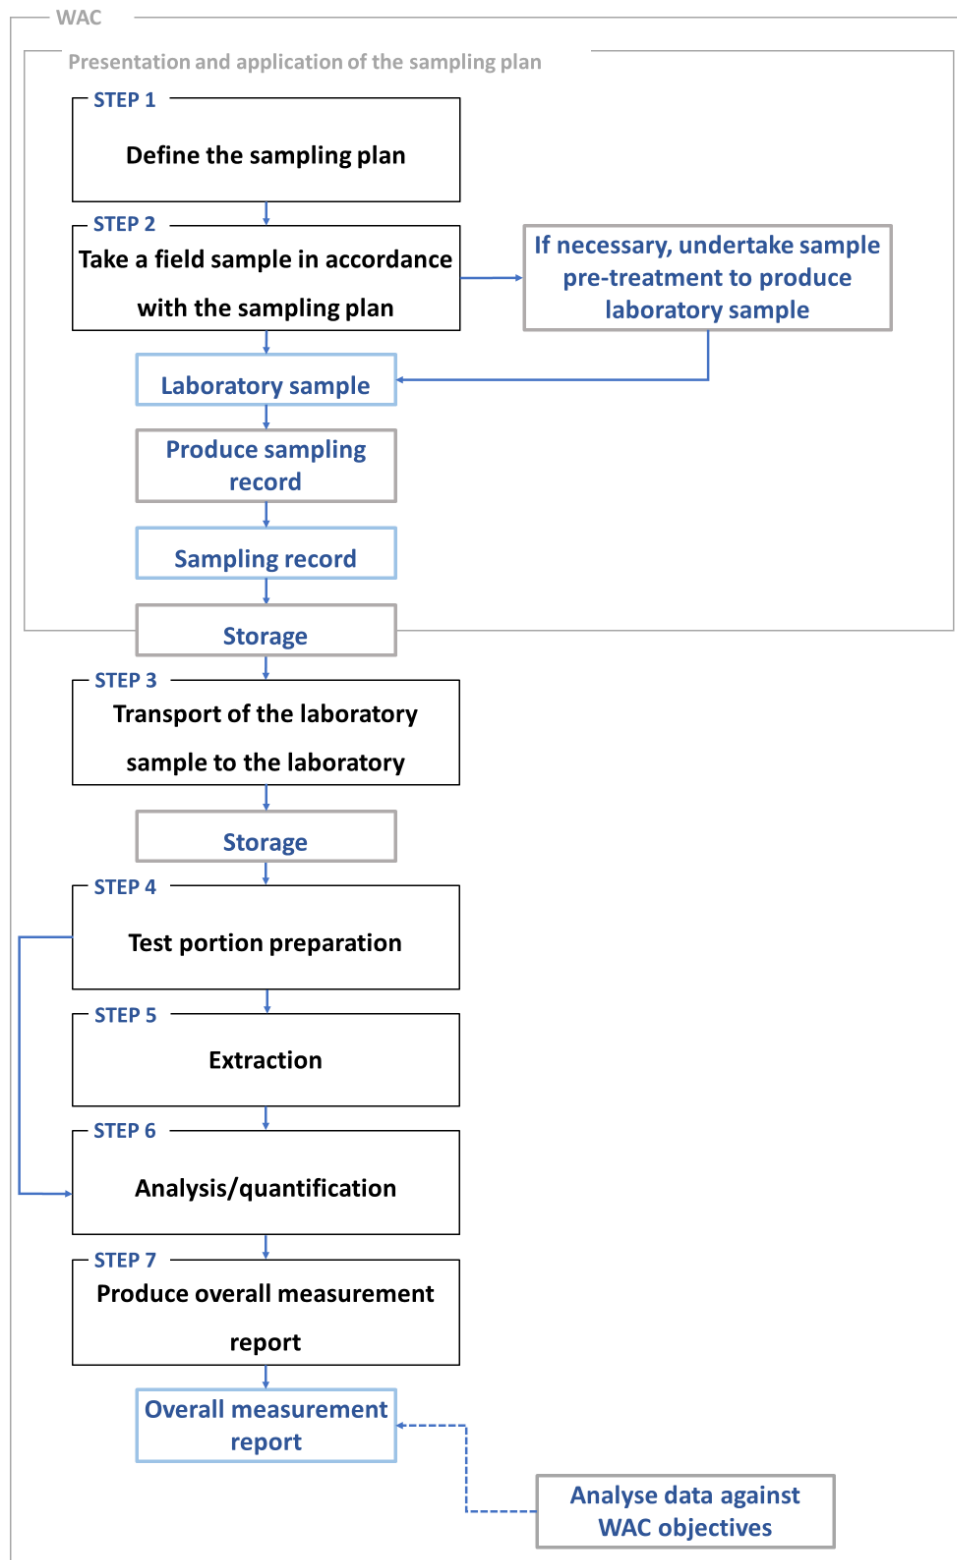 WAC
Presentation and application of the sampling plan
STEP 1
Define the sampling plan
STEP 2
Take a field sample in accordance
with the sampling plan
If necessary, undertake sample
pre-treatment to produce
laboratory sample
Laboratory sample
Produce sampling
record
Sampling record
Storage
STEP 3
Transport of the laboratory
sample to the laboratory
Storage
STEP 4
Test portion preparation
STEP 5
Extraction
STEP 6
Analysis/quantification
STEP 7
Produce overall measurement
report
Overall measurement
report
Analyse data against
WAC objectives